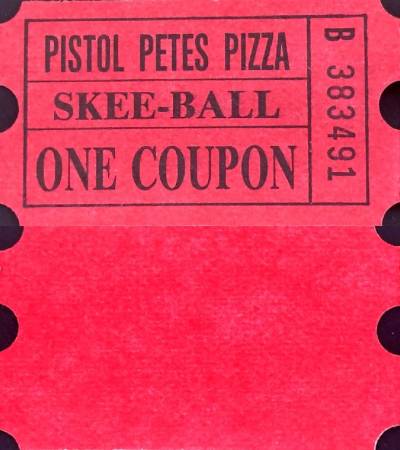 PISTOL PETES PIZZA
SKEE-BALL
ONE COUPON
B 383491